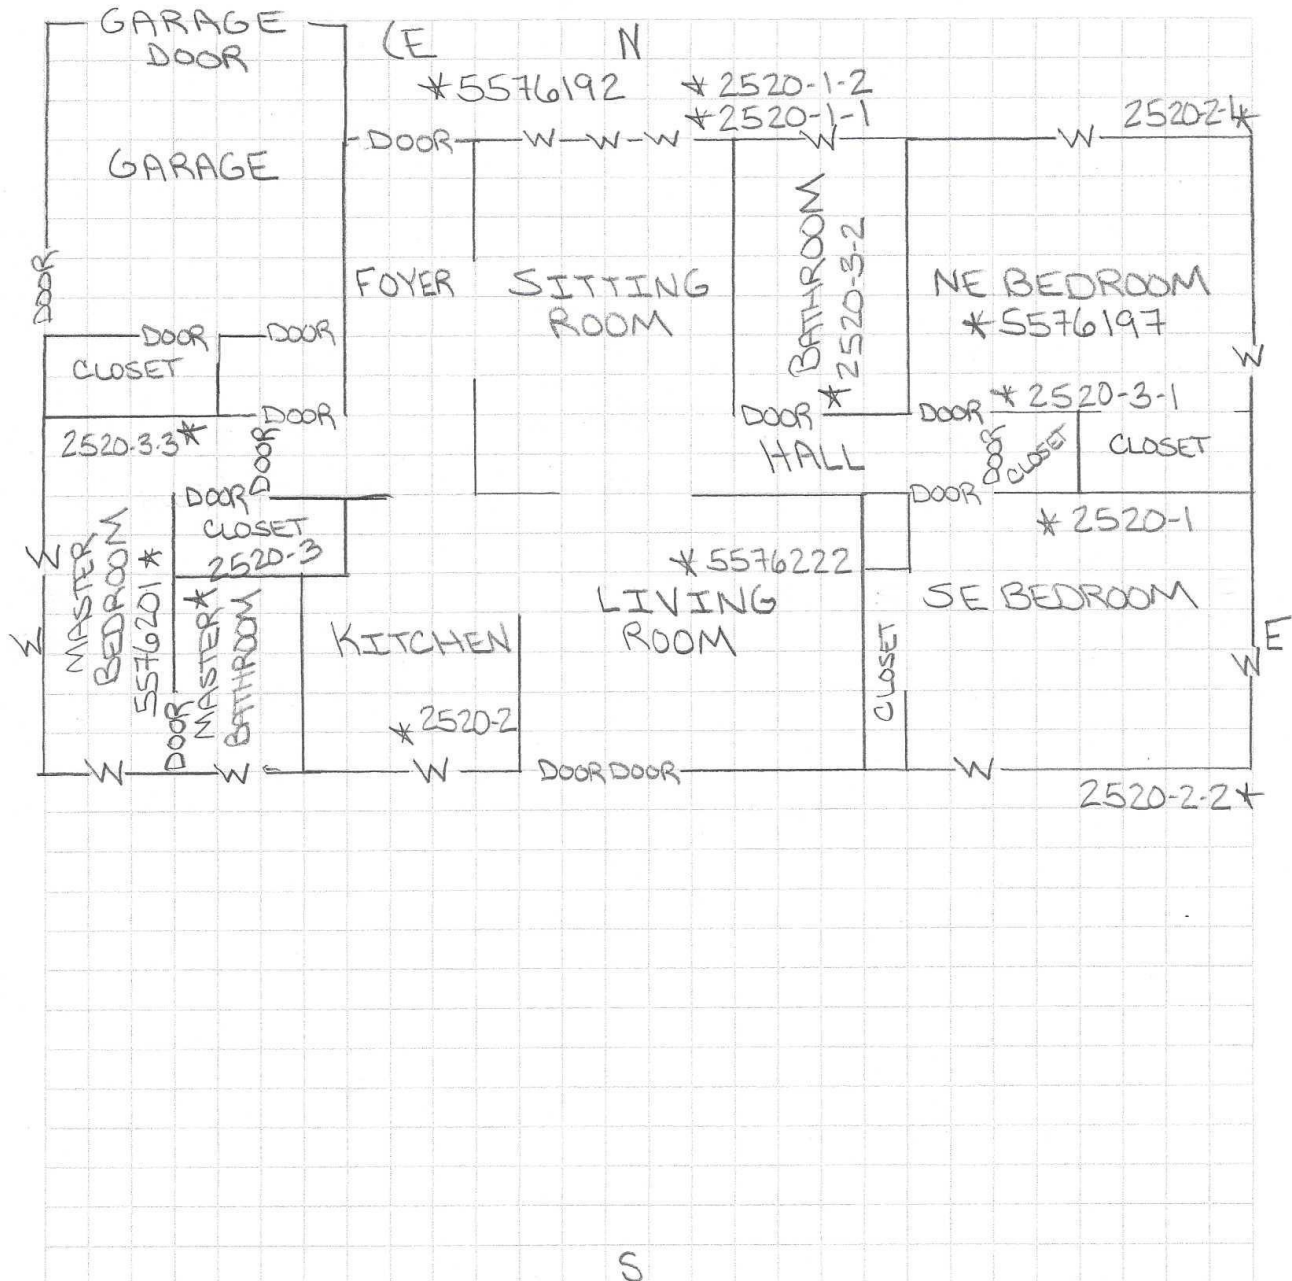 GARAGE
DOOR
(E
N
*5576192
*2520-1-2
*2520-1-1
2520-2-1*
DOOR
W
W
W
W
W
GARAGE
DOOR
FOYER
SITTING
ROOM
BATHROOM
*2520-3-2
NE BEDROOM
*5576197
DOOR
DOOR
CLOSET
W
DOOR
2520-3-3*
DOOR
DOOR
DOOR
*2520-3-1
HALL
DOOR
CLOSET
CLOSET
DOOR
CLOSET
2520-3
*
DOOR
*2520-1
W
W
MASTER
BEDROOM
5576201*
MASTER
BATHROOM
DOOR
KITCHEN
*2520-2
*5576222
LIVING
ROOM
CLOSET
SE BEDROOM
W
E
W
W
W
DOOR DOOR
W
2520-2-2*
S